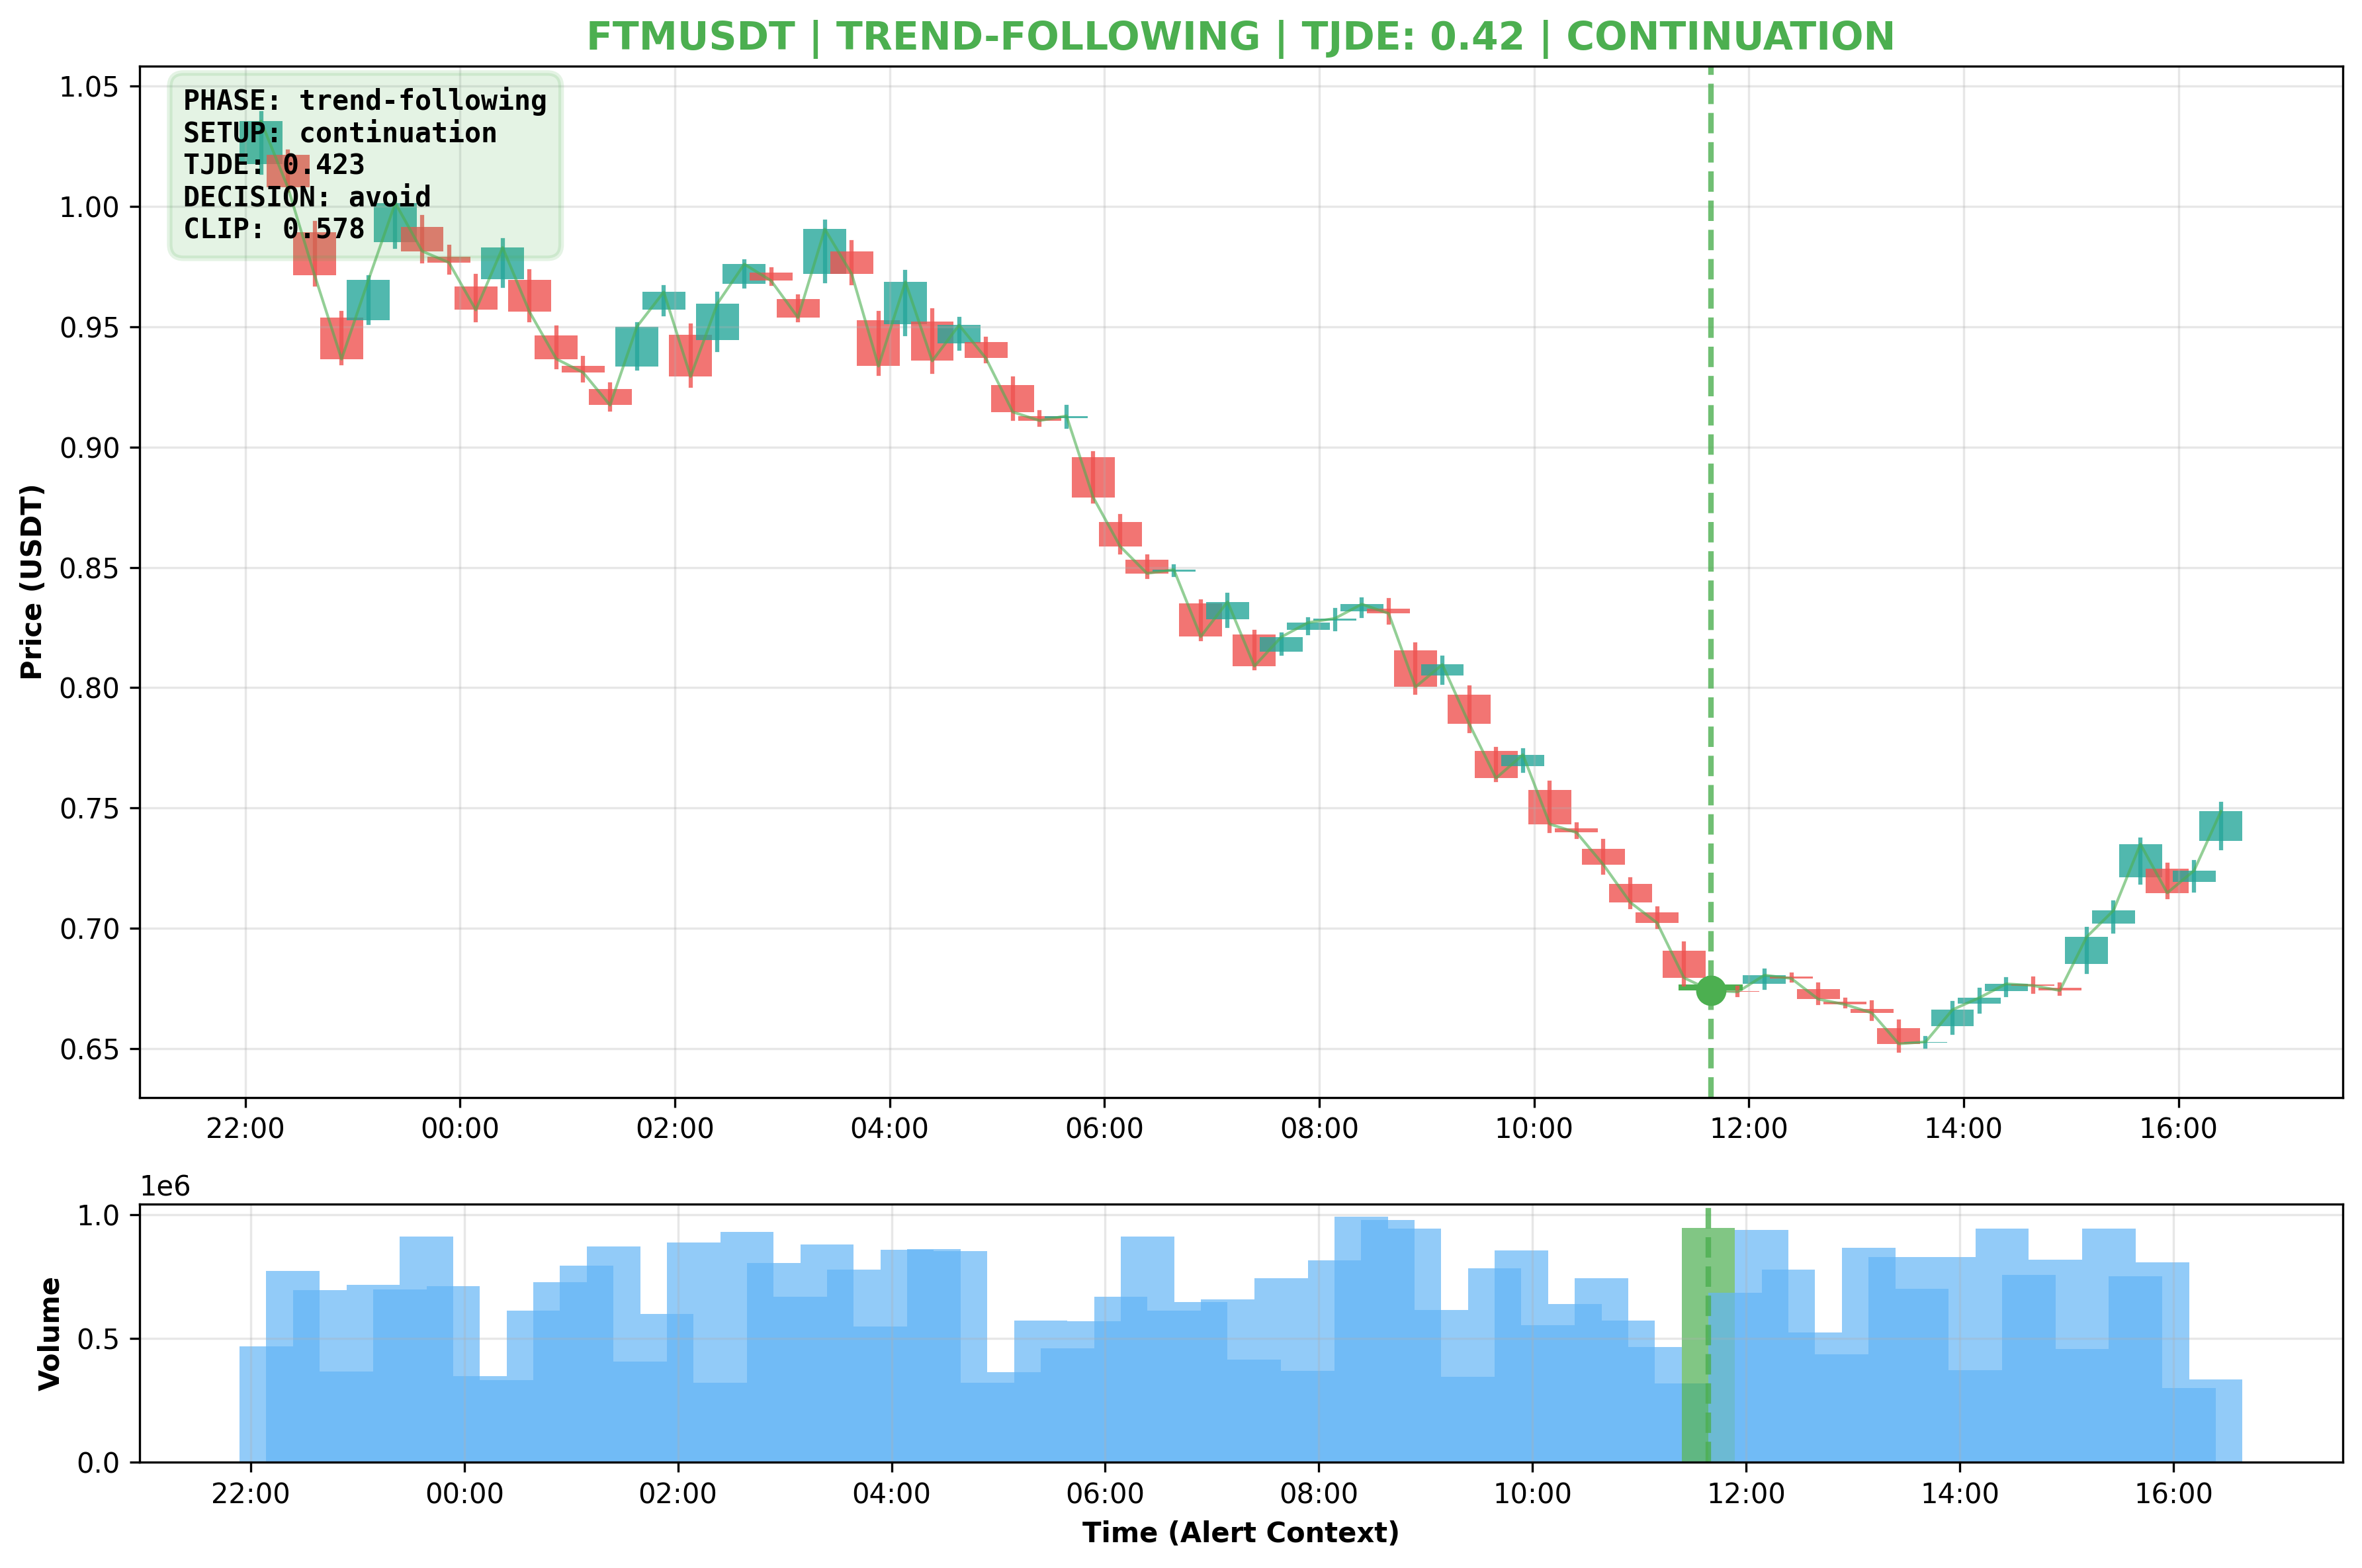 FTMUSDT | TREND-FOLLOWING | TJDE: 0.42 | CONTINUATION
PHASE: trend-following
SETUP: continuation
TJDE: 0.423
DECISION: avoid
CLIP: 0.578
Price (USDT)
1.05
1.00
0.95
0.90
0.85
0.80
0.75
0.70
0.65
22:00 00:00 02:00 04:00 06:00 08:00 10:00 12:00 14:00 16:00
1e6
Volume
1.0
0.5
0.0
22:00 00:00 02:00 04:00 06:00 08:00 10:00 12:00 14:00 16:00
Time (Alert Context)